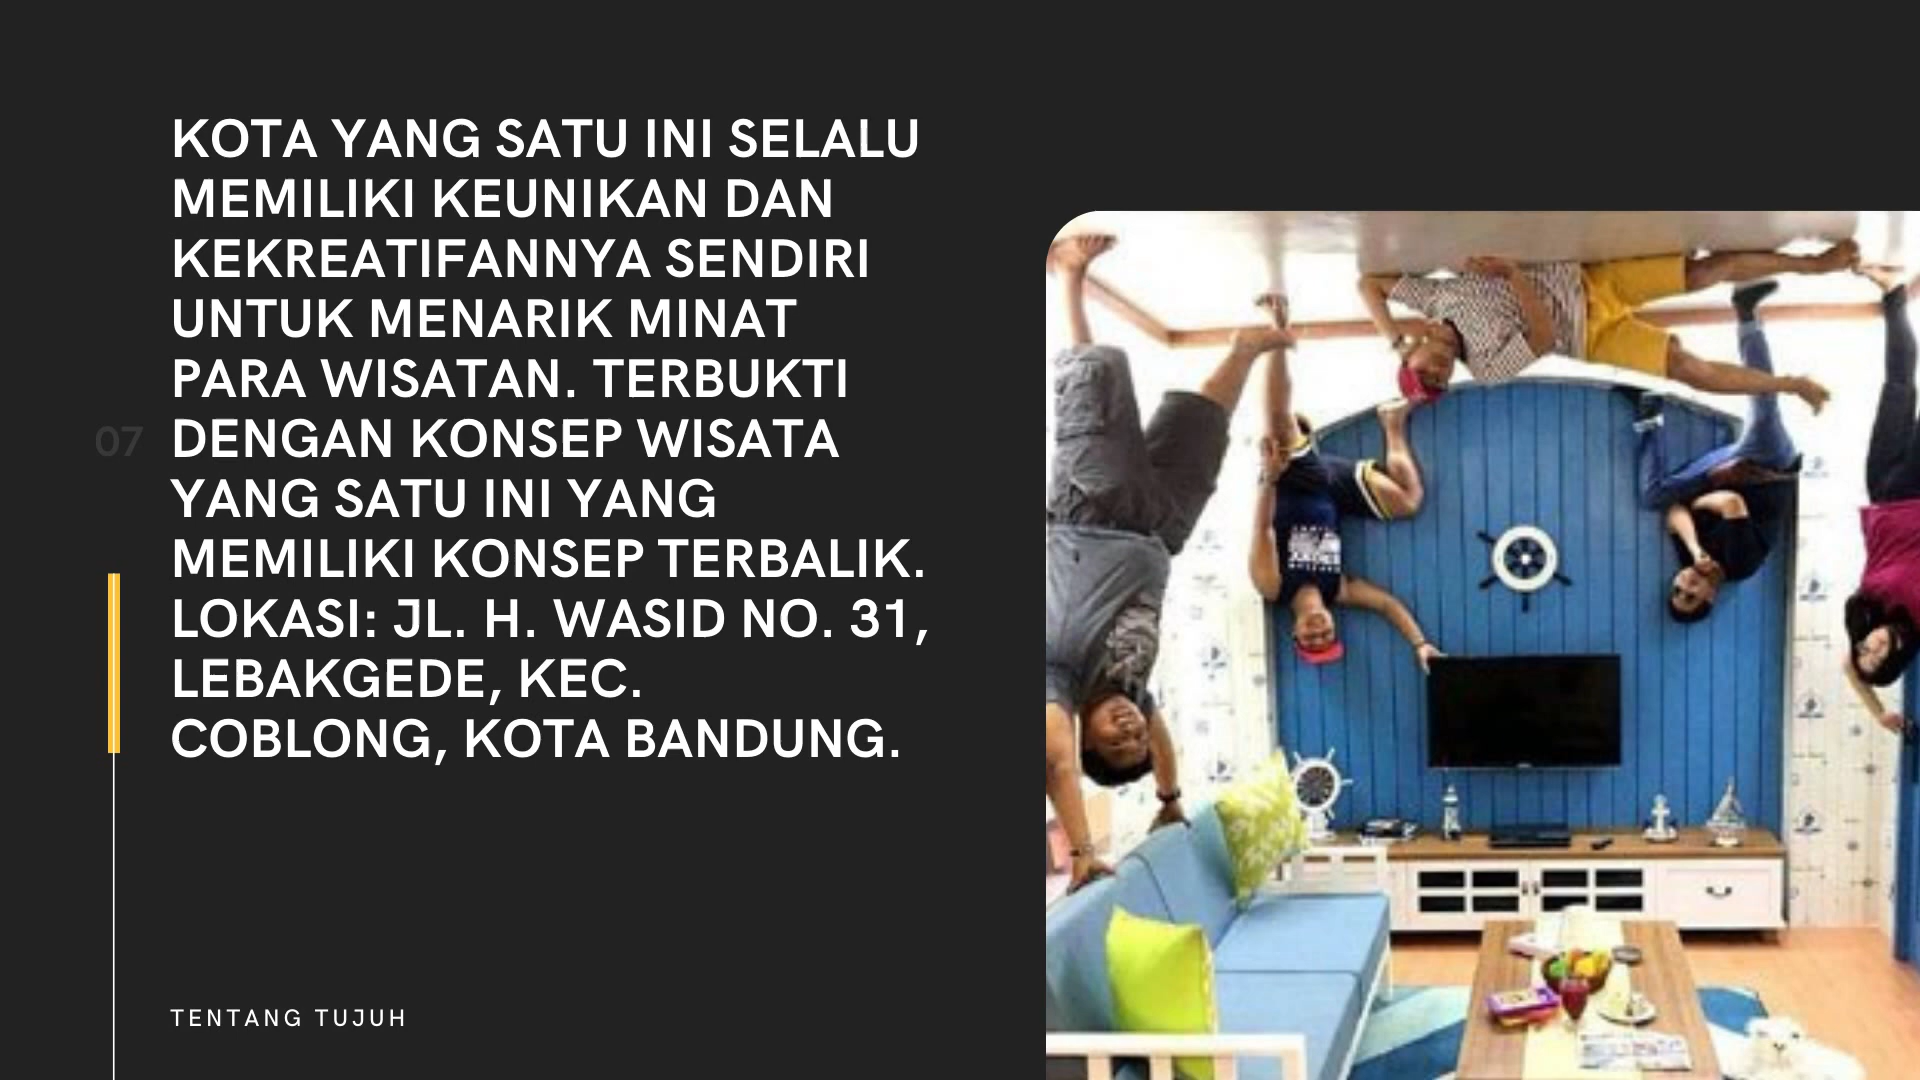 KOTA YANG SATU INI SELALU
MEMILIKI KEUNIKAN DAN
KEKREATIFANNYA SENDIRI
UNTUK MENARIK MINAT
PARA WISATAN. TERBUKTI
07
DENGAN KONSEP WISATA
YANG SATU INI YANG
MEMILIKI KONSEP TERBALIK.
LOKASI: JL. H. WASID NO. 31,
LEBAKGEDE, KEC.
COBLONG, KOTA BANDUNG.
TENTANG TUJUH